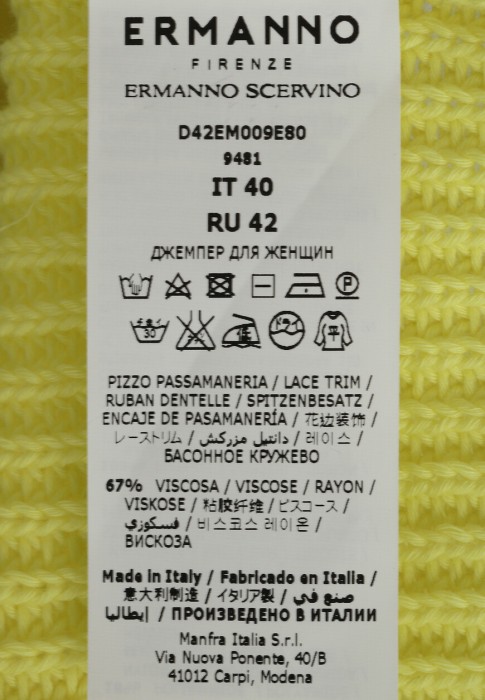 ERMANNO
FIRENZE
ERMANNO SCERVINO
D42EM009E80
9481
IT 40
RU 42
ДЖЕМПЕР ДЛЯ ЖЕНЩИН
P
30
平
PIZZO PASSAMANERIA / LACE TRIM /
RUBAN DENTELLE / SPITZENBESATZ /
ENCAJE DE PASAMANERÍA / 花边装饰 /
レーストリム / دانتيل مزركش / 레이스 /
БАСОННОЕ КРУЖЕВО
67% VISCOSA / VISCOSE / RAYON /
VISKOSE / 粘胶纤维 / ビスコース /
فسكوزي / 비스코스 레이온 /
ВИСКОЗА
Made in Italy / Fabricado en Italia /
意大利制造 / イタリア製 / صنع في
إيطاليا / ПРОИЗВЕДЕНО В ИТАЛИИ
Manfra Italia S.r.l.
Via Nuova Ponente, 40/B
41012 Carpi, Modena